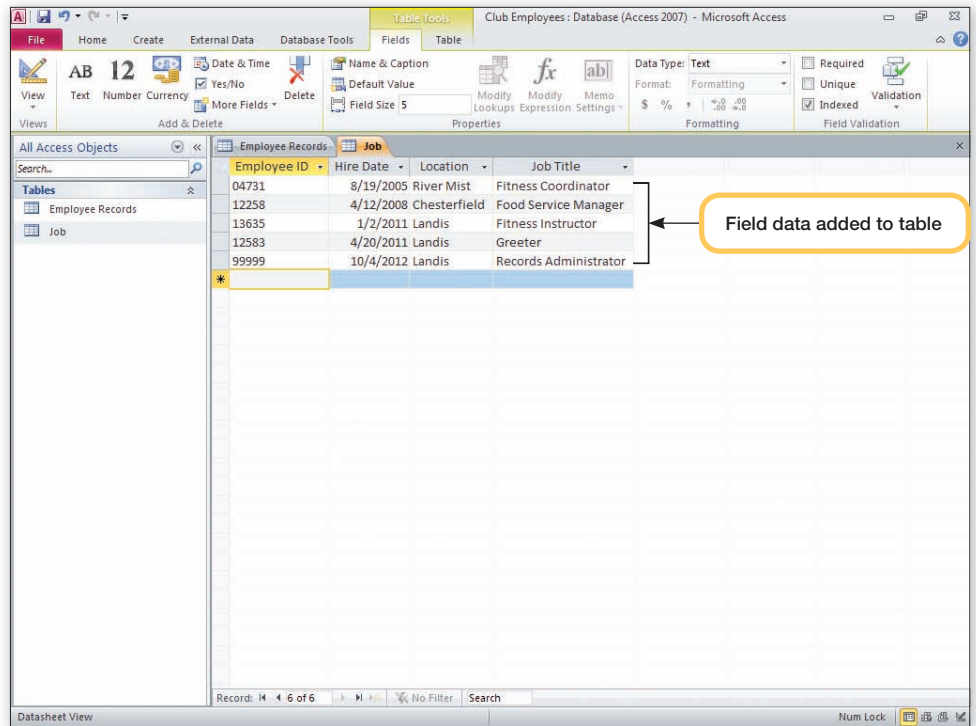 A
Table Tools
Club Employees : Database (Access 2007) - Microsoft Access
File Home Create External Data Database Tools Fields Table
View
AB
Text
12
Number
Currency
Date & Time
Yes/No
More Fields
Delete
Name & Caption
Default Value
Field Size 5
Modify Lookups
fx
Modify Expression
ab|
Memo Settings
Data Type: Text
Format: Formatting
$ % , .00 .00
Required
Unique
Indexed
Validation
Views Add & Delete Properties Formatting Field Validation
All Access Objects
Search...
Tables
Employee Records
Job
Employee Records Job
Employee ID Hire Date Location Job Title
04731 8/19/2005 River Mist Fitness Coordinator
12258 4/12/2008 Chesterfield Food Service Manager
13635 1/2/2011 Landis Fitness Instructor
12583 4/20/2011 Landis Greeter
99999 10/4/2012 Landis Records Administrator
Field data added to table
Record: 6 of 6 No Filter Search
Datasheet View Num Lock